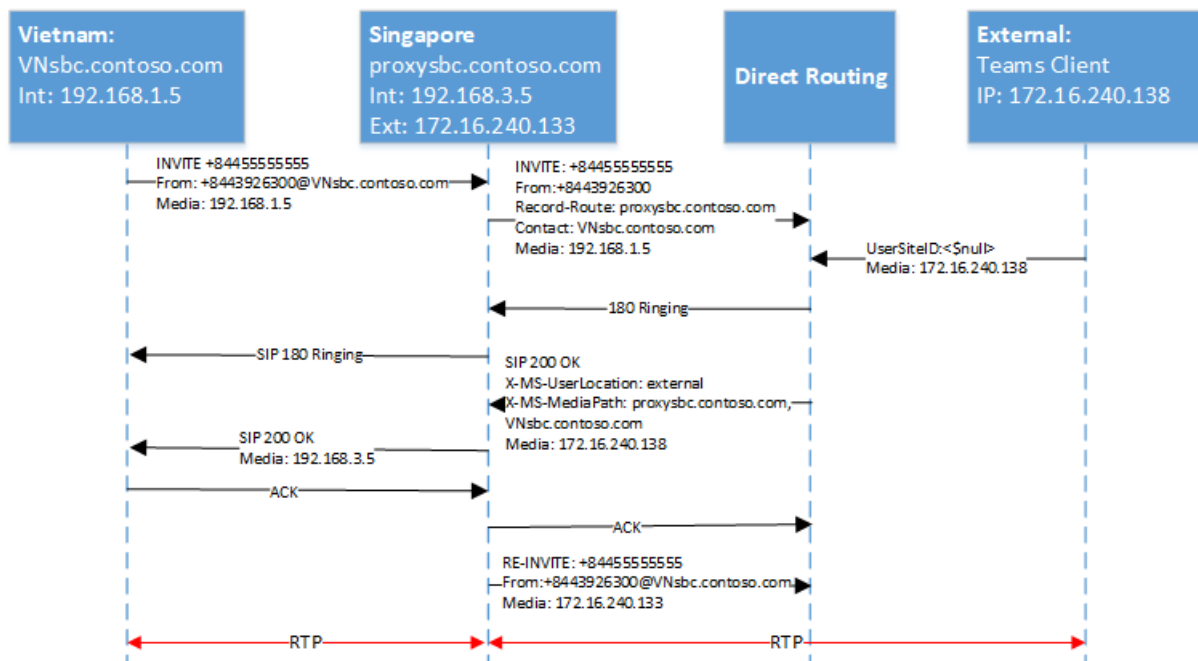 Vietnam:
VNsbc.contoso.com
Int: 192.168.1.5
Singapore
proxysbc.contoso.com
Int: 192.168.3.5
Ext: 172.16.240.133
Direct Routing
External:
Teams Client
IP: 172.16.240.138
INVITE +84455555555
From: +8443926300@VNsbc.contoso.com
Media: 192.168.1.5
INVITE: +84455555555
From:+8443926300
Record-Route: proxysbc.contoso.com
Contact: VNsbc.contoso.com
Media: 192.168.1.5
UserSiteID:<$null>
Media: 172.16.240.138
180 Ringing
SIP 180 Ringing
SIP 200 OK
X-MS-UserLocation: external
X-MS-MediaPath: proxysbc.contoso.com,
VNsbc.contoso.com
Media: 172.16.240.138
SIP 200 OK
Media: 192.168.3.5
ACK
ACK
RE-INVITE: +84455555555
From:+8443926300@VNsbc.contoso.com
Media: 172.16.240.133
RTP
RTP